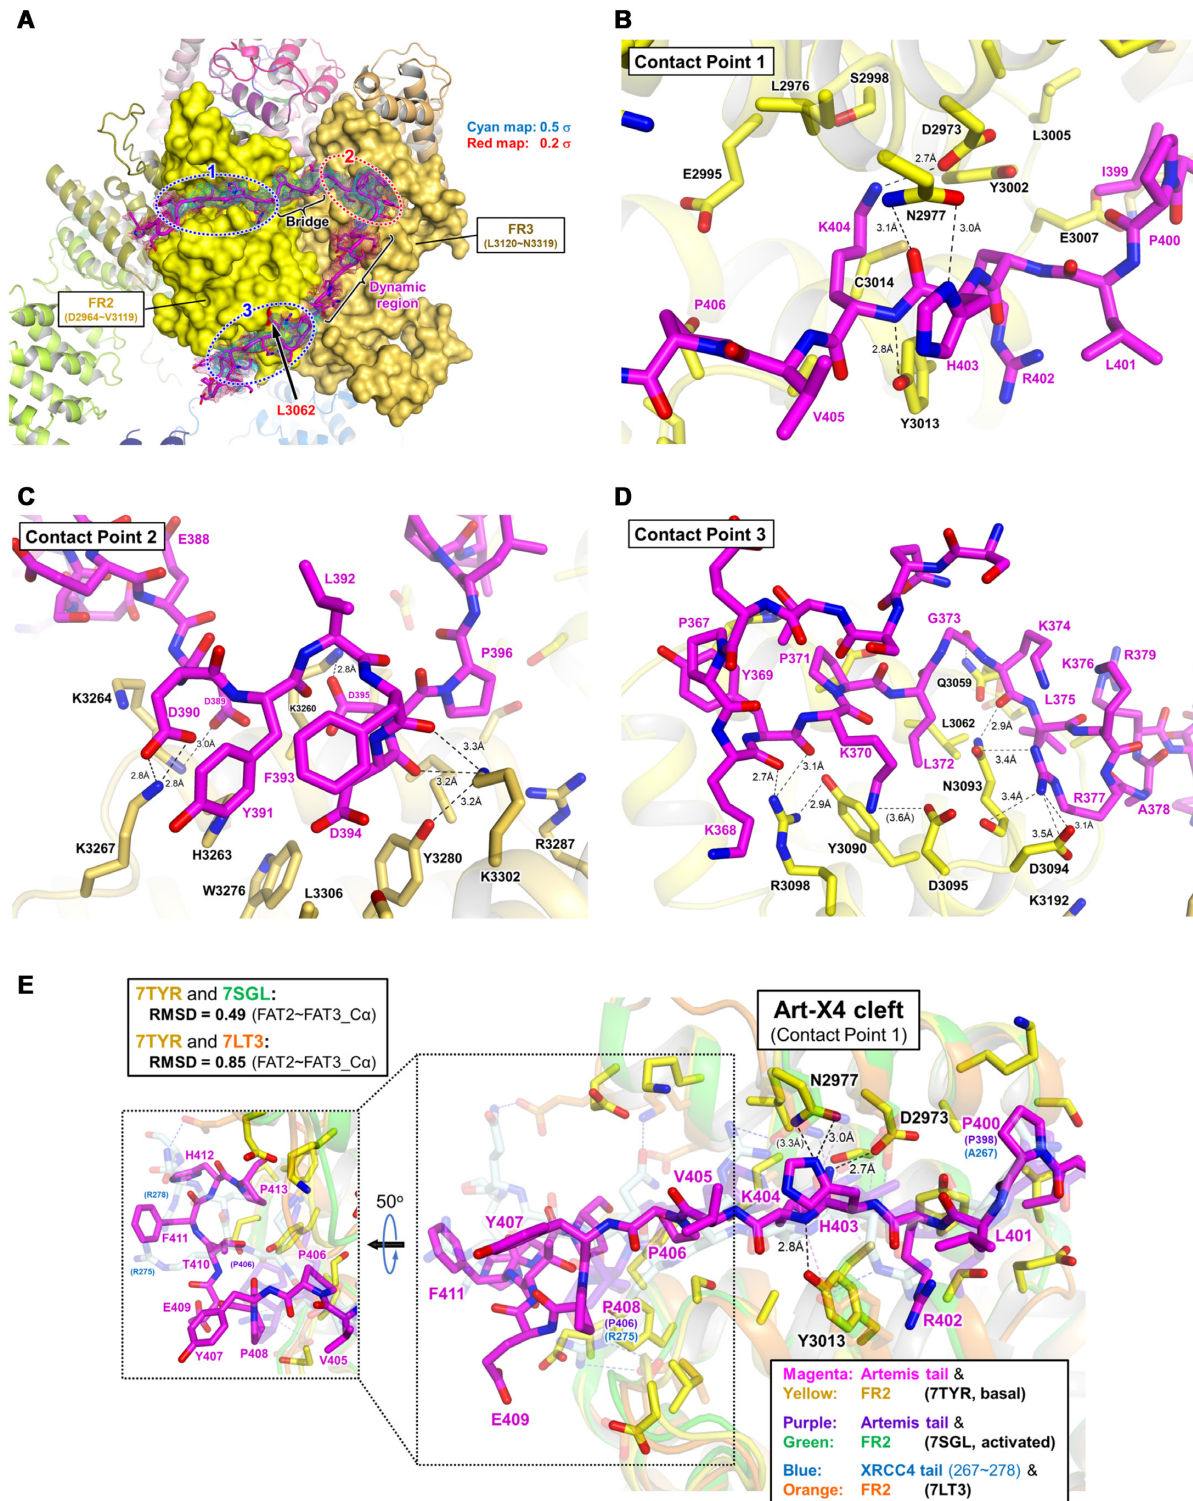 A
Cyan map: 0.5 σ
Red map: 0.2 σ
1
2
Bridge
FR3
(L3120~N3319)
Dynamic
region
FR2
(D2964~V3119)
3
L3062
B
Contact Point 1
S2998
L2976
D2973
L3005
2.7Å
E2995
Y3002
I399
N2977
K404
3.1Å
3.0Å
E3007
P400
C3014
P406
2.8Å
H403
L401
R402
V405
Y3013
C
Contact Point 2
E388
L392
P396
2.8Å
K3264
D389
D395
K3260
D390
3.0Å
3.3Å
2.8Å
2.8Å
F393
3.2Å
Y391
3.2Å
D394
K3267
H3263
Y3280
R3287
W3276
L3306
K3302
D
Contact Point 3
P367
G373
K374
P371
K376
R379
Y369
Q3059
L375
L3062
2.9Å
K370
L372
2.7Å
3.1Å
3.4Å
N3093
R377
2.9Å
3.4Å
A378
(3.6Å)
K368
3.1Å
3.5Å
Y3090
D3094
R3098
D3095
K3192
E
7TYR and 7SGL:
RMSD = 0.49 (FAT2~FAT3_Cα)
7TYR and 7LT3:
RMSD = 0.85 (FAT2~FAT3_Cα)
Art-X4 cleft
(Contact Point 1)
N2977
D2973
P400
(P398)
(A267)
(3.3Å)
3.0Å
2.7Å
H412
(R278)
P413
F411
T410
P406
(R275)
(P406)
E409
Y407
P408
V405
50°
V405
K404
Y407
H403
L401
P406
2.8Å
F411
P408
(P406)
(R275)
R402
Y3013
E409
Magenta: Artemis tail &
Yellow: FR2 (7TYR, basal)
Purple: Artemis tail &
Green: FR2 (7SGL, activated)
Blue: XRCC4 tail (267~278) &
Orange: FR2 (7LT3)